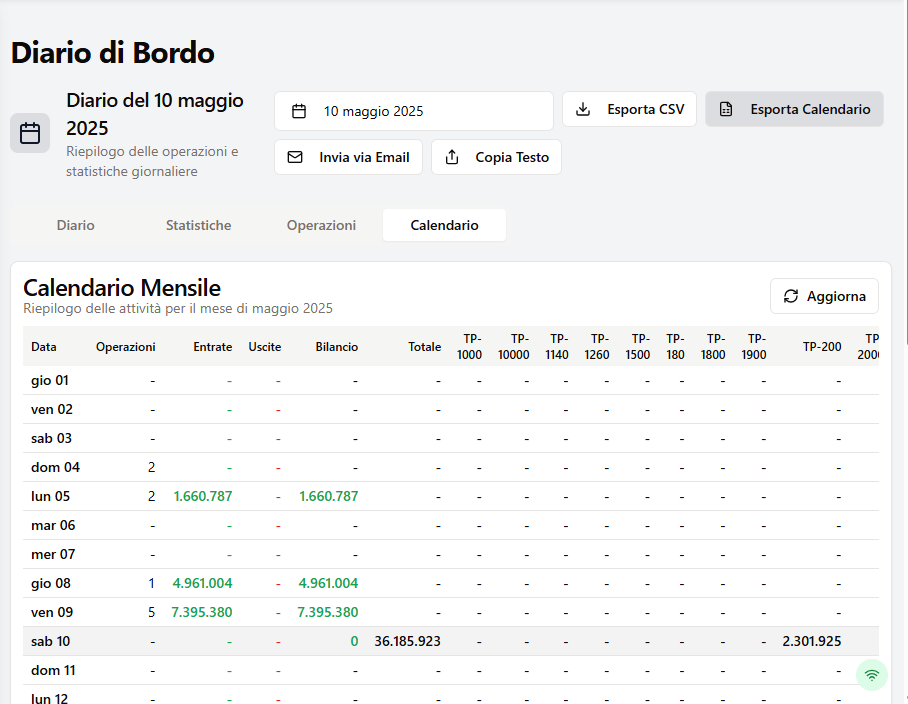 Diario di Bordo
Diario del 10 maggio
2025
Riepilogo delle operazioni e
statistiche giornaliere
10 maggio 2025
Esporta CSV
Esporta Calendario
Invia via Email
Copia Testo
Diario Statistiche Operazioni Calendario
Calendario Mensile
Riepilogo delle attività per il mese di maggio 2025
Aggiorna
Data Operazioni Entrate Uscite Bilancio Totale TP-1000 TP-10000 TP-1140 TP-1260 TP-1500 TP-180 TP-1800 TP-1900 TP-200 TP 200
gio 01 - - - - - - - - - - - - - -
ven 02 - - - - - - - - - - - - - -
sab 03 - - - - - - - - - - - - - -
dom 04 2 - - - - - - - - - - - - -
lun 05 2 1.660.787 - 1.660.787 - - - - - - - - - -
mar 06 - - - - - - - - - - - - - -
mer 07 - - - - - - - - - - - - - -
gio 08 1 4.961.004 - 4.961.004 - - - - - - - - - -
ven 09 5 7.395.380 - 7.395.380 - - - - - - - - - -
sab 10 - - - 0 36.185.923 - - - - - - - - 2.301.925
dom 11 - - - - - - - - - - - - - -
lun 12 - - - - - - - - - - - - - -